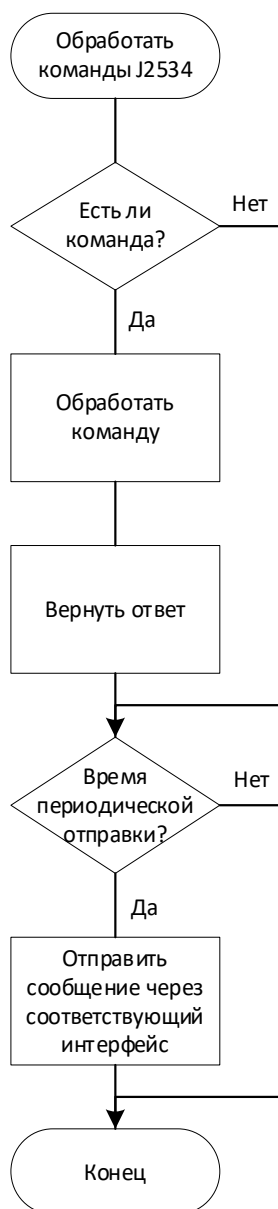 Обработать
команды J2534
Есть ли
команда?
Нет
Да
Обработать
команду
Вернуть ответ
Время
периодической
отправки?
Нет
Да
Отправить
сообщение через
соответствующий
интерфейс
Конец